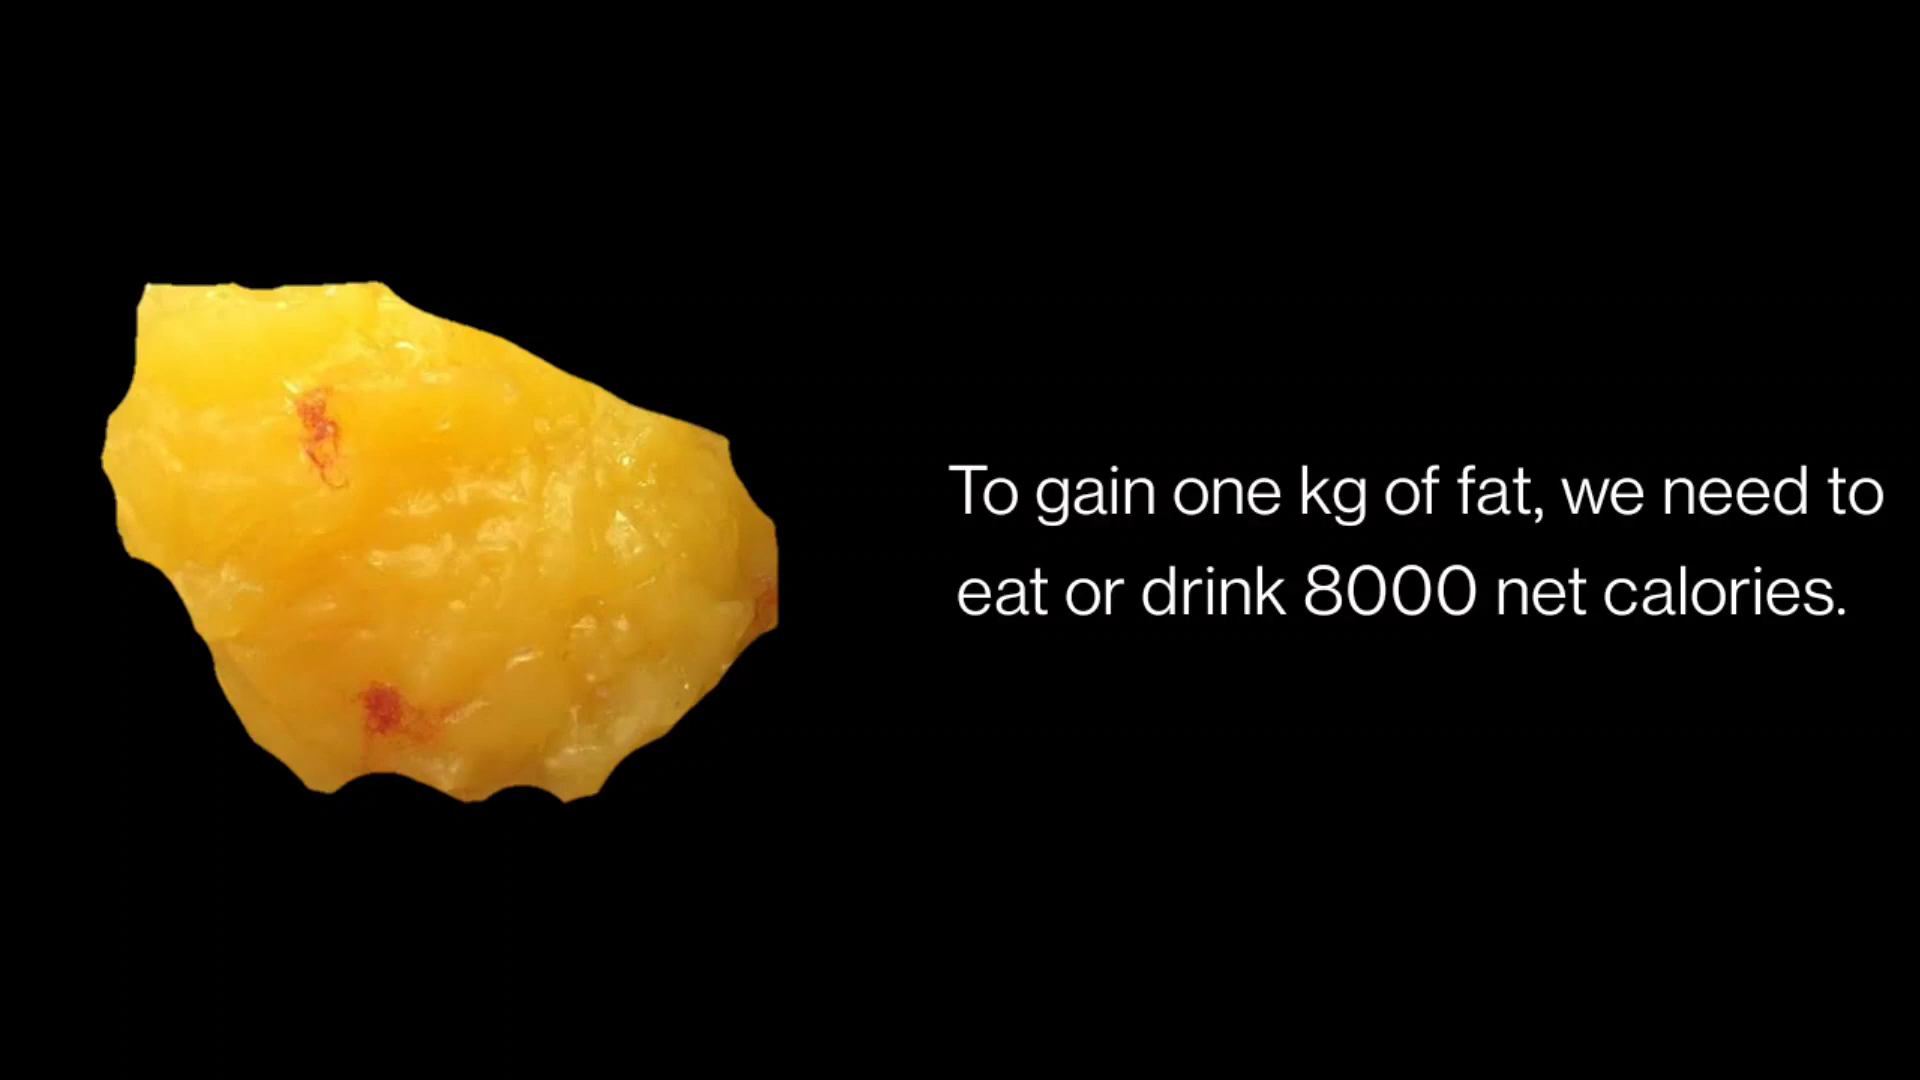 To gain one kg of fat, we need to
eat or drink 8000 net calories.